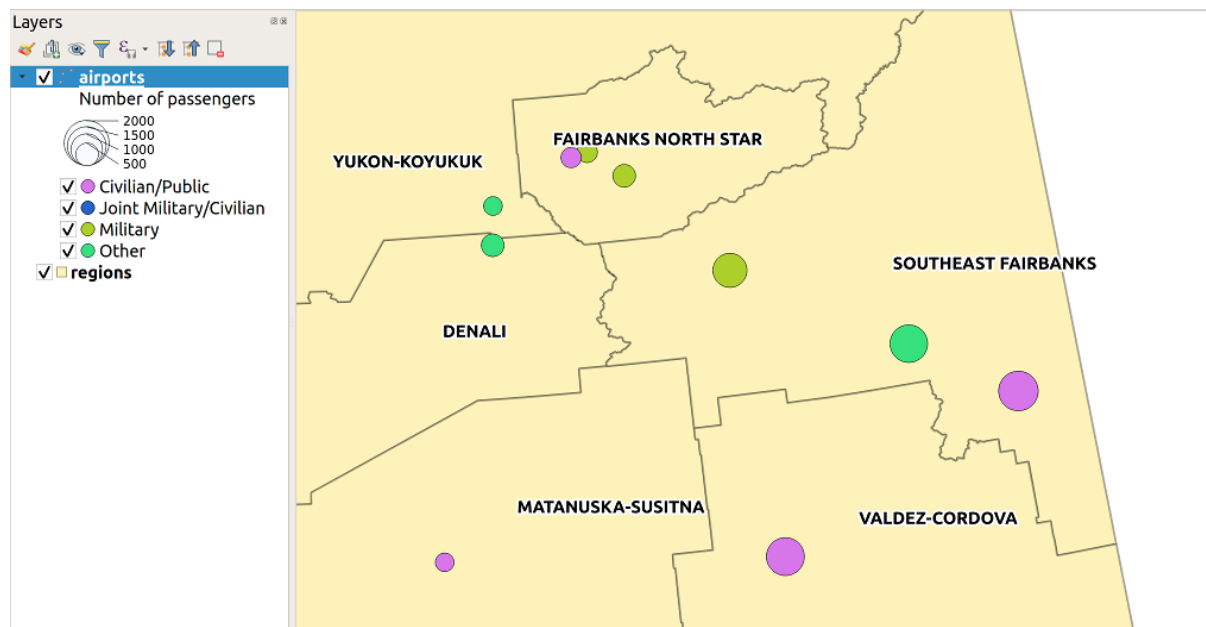 Layers
airports
Number of passengers
2000
1500
1000
500
Civilian/Public
Joint Military/Civilian
Military
Other
regions
FAIRBANKS NORTH STAR
YUKON-KOYUKUK
SOUTHEAST FAIRBANKS
DENALI
MATANUSKA-SUSITNA
VALDEZ-CORDOVA